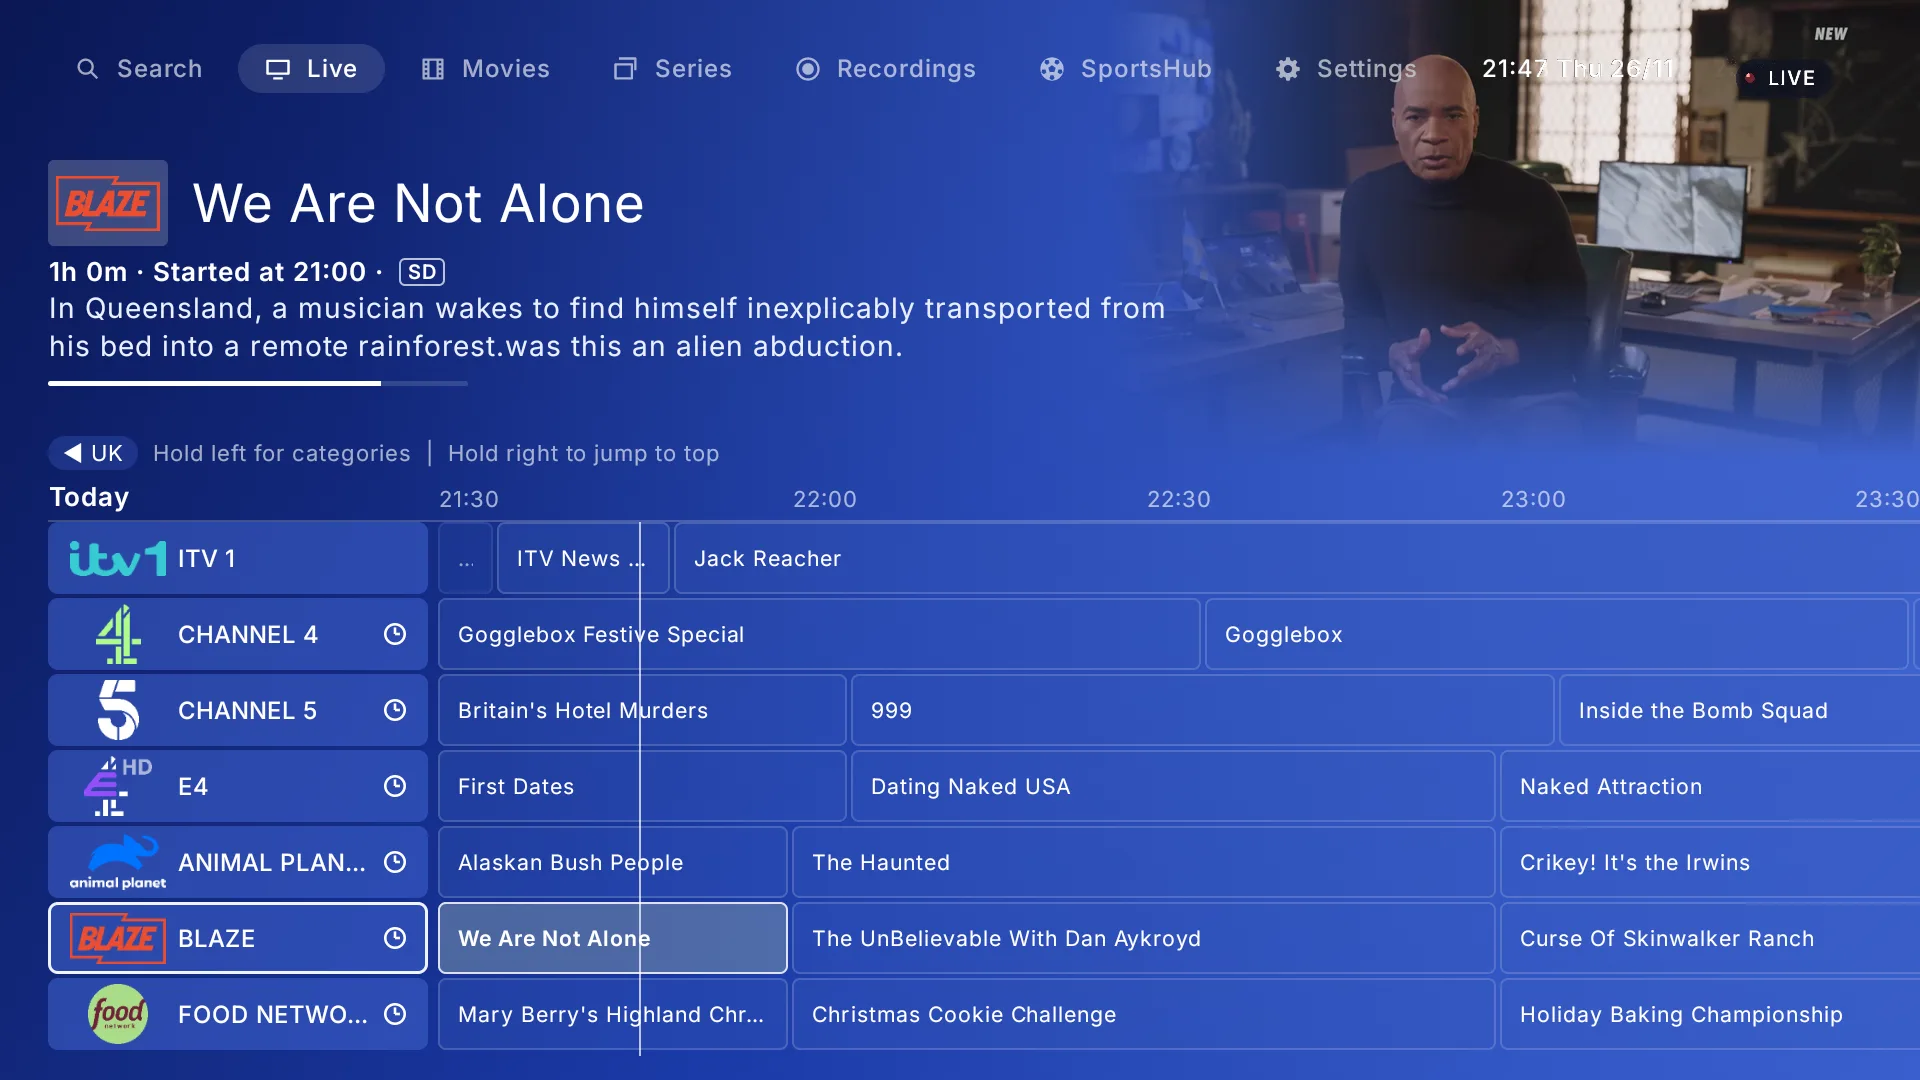 NEW
Search Live Movies Series Recordings SportsHub Settings 21:47 Thu 26/11 LIVE
BLAZE We Are Not Alone
1h 0m · Started at 21:00 · SD
In Queensland, a musician wakes to find himself inexplicably transported from
his bed into a remote rainforest.was this an alien abduction.
UK Hold left for categories | Hold right to jump to top
Today 21:30 22:00 22:30 23:00 23:30
itv1 ITV 1 ... ITV News ... Jack Reacher
4 CHANNEL 4 Gogglebox Festive Special Gogglebox
5 CHANNEL 5 Britain's Hotel Murders 999 Inside the Bomb Squad
E4 HD E4 First Dates Dating Naked USA Naked Attraction
animal planet ANIMAL PLAN... Alaskan Bush People The Haunted Crikey! It's the Irwins
BLAZE BLAZE We Are Not Alone The UnBelievable With Dan Aykroyd Curse Of Skinwalker Ranch
food network FOOD NETWO... Mary Berry's Highland Chr... Christmas Cookie Challenge Holiday Baking Championship